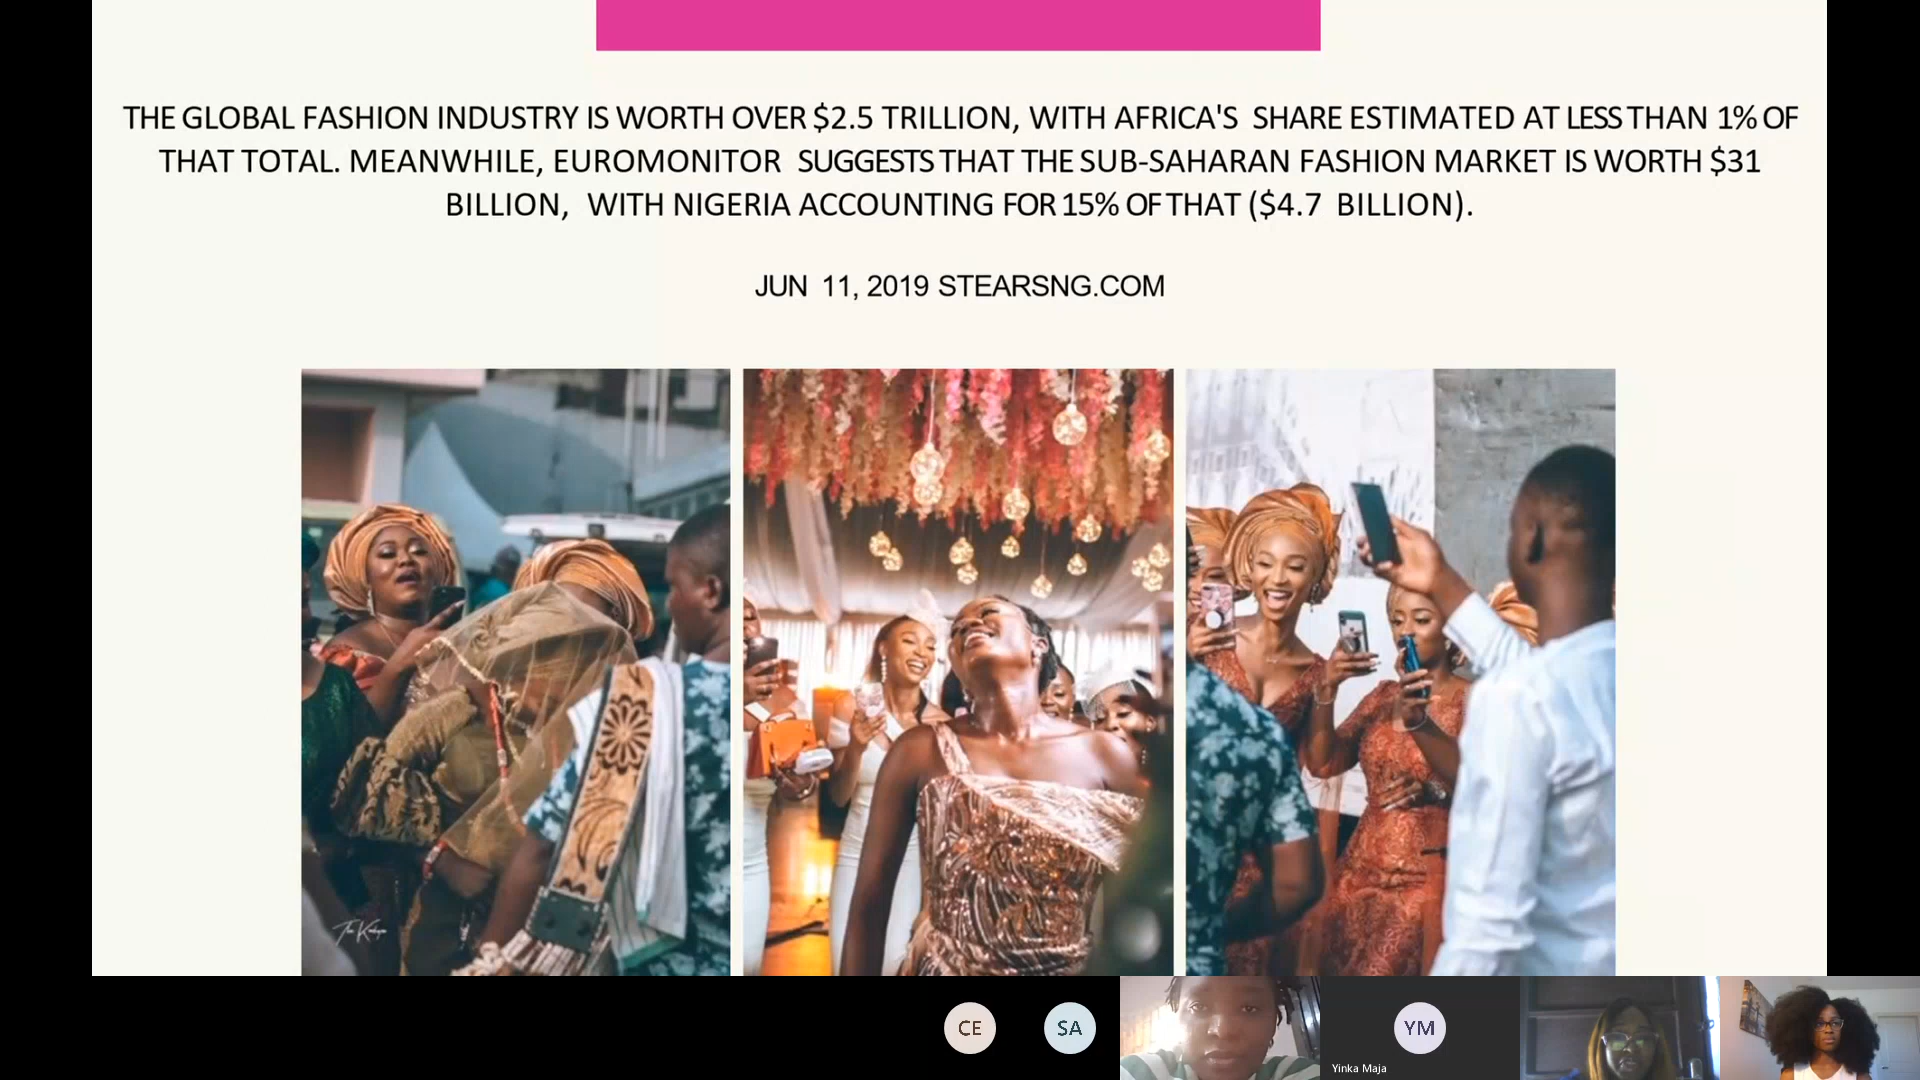 THE GLOBAL FASHION INDUSTRY IS WORTH OVER $2.5 TRILLION, WITH AFRICA'S SHARE ESTIMATED AT LESS THAN 1% OF
THAT TOTAL. MEANWHILE, EUROMONITOR SUGGESTS THAT THE SUB-SAHARAN FASHION MARKET IS WORTH $31
BILLION, WITH NIGERIA ACCOUNTING FOR 15% OF THAT ($4.7 BILLION).
JUN 11, 2019 STEARSNG.COM
CE
SA
YM
Yinka Maja